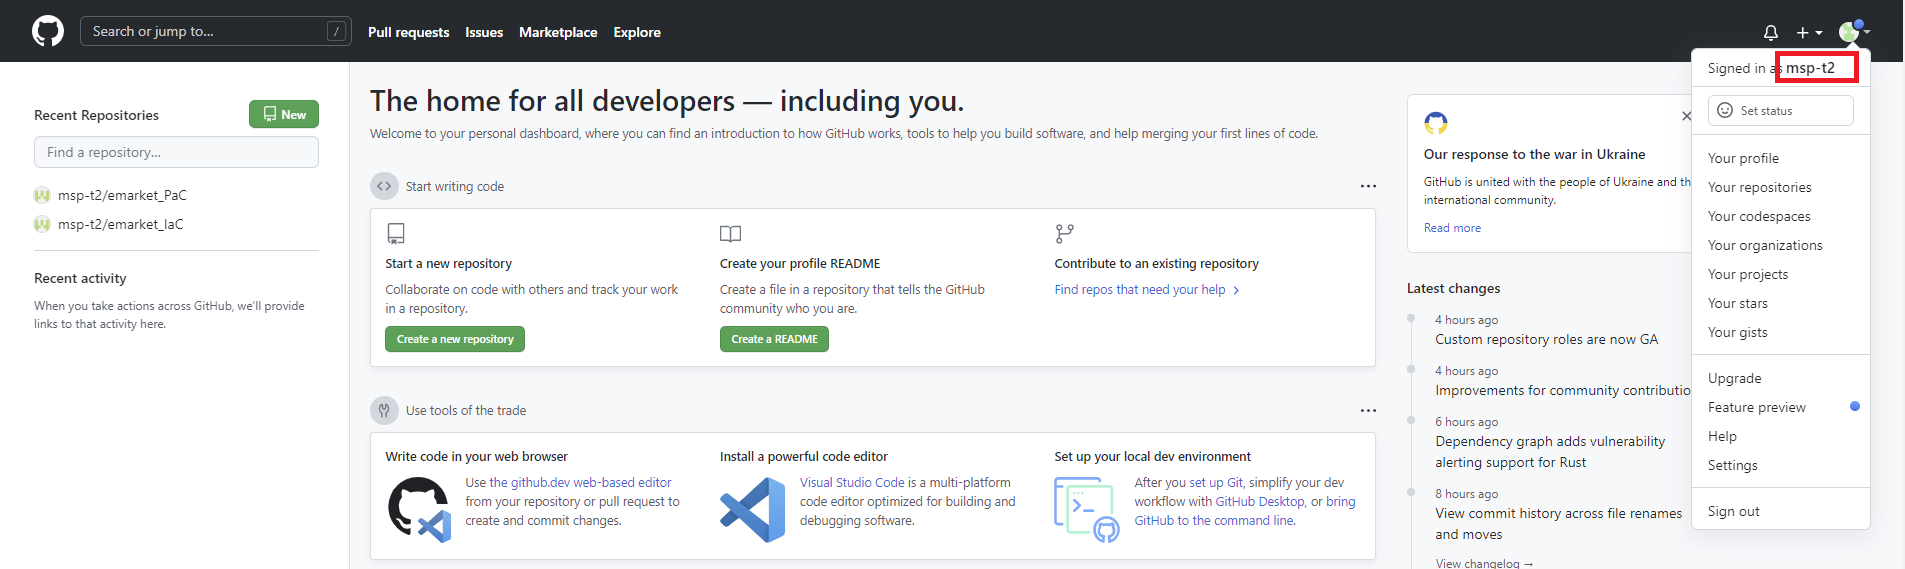 Search or jump to...
/
Pull requests
Issues
Marketplace
Explore
Signed in as msp-t2
Set status
Your profile
Your repositories
Your codespaces
Your organizations
Your projects
Your stars
Your gists
Upgrade
Feature preview
Help
Settings
Sign out
Recent Repositories
New
Find a repository...
msp-t2/emarket_PaC
msp-t2/emarket_IaC
Recent activity
When you take actions across GitHub, we'll provide
links to that activity here.
The home for all developers — including you.
Welcome to your personal dashboard, where you can find an introduction to how GitHub works, tools to help you build software, and help merging your first lines of code.
Start writing code
Start a new repository
Collaborate on code with others and track your work
in a repository.
Create a new repository
Create your profile README
Create a file in a repository that tells the GitHub
community who you are.
Create a README
Contribute to an existing repository
Find repos that need your help
Use tools of the trade
Write code in your web browser
Use the github.dev web-based editor
from your repository or pull request to
create and commit changes.
Install a powerful code editor
Visual Studio Code is a multi-platform
code editor optimized for building and
debugging software.
Set up your local dev environment
After you set up Git, simplify your dev
workflow with GitHub Desktop, or bring
GitHub to the command line.
Our response to the war in Ukraine
GitHub is united with the people of Ukraine and th
international community.
Read more
Latest changes
4 hours ago
Custom repository roles are now GA
4 hours ago
Improvements for community contributio
6 hours ago
Dependency graph adds vulnerability
alerting support for Rust
8 hours ago
View commit history across file renames
and moves
View changelog →